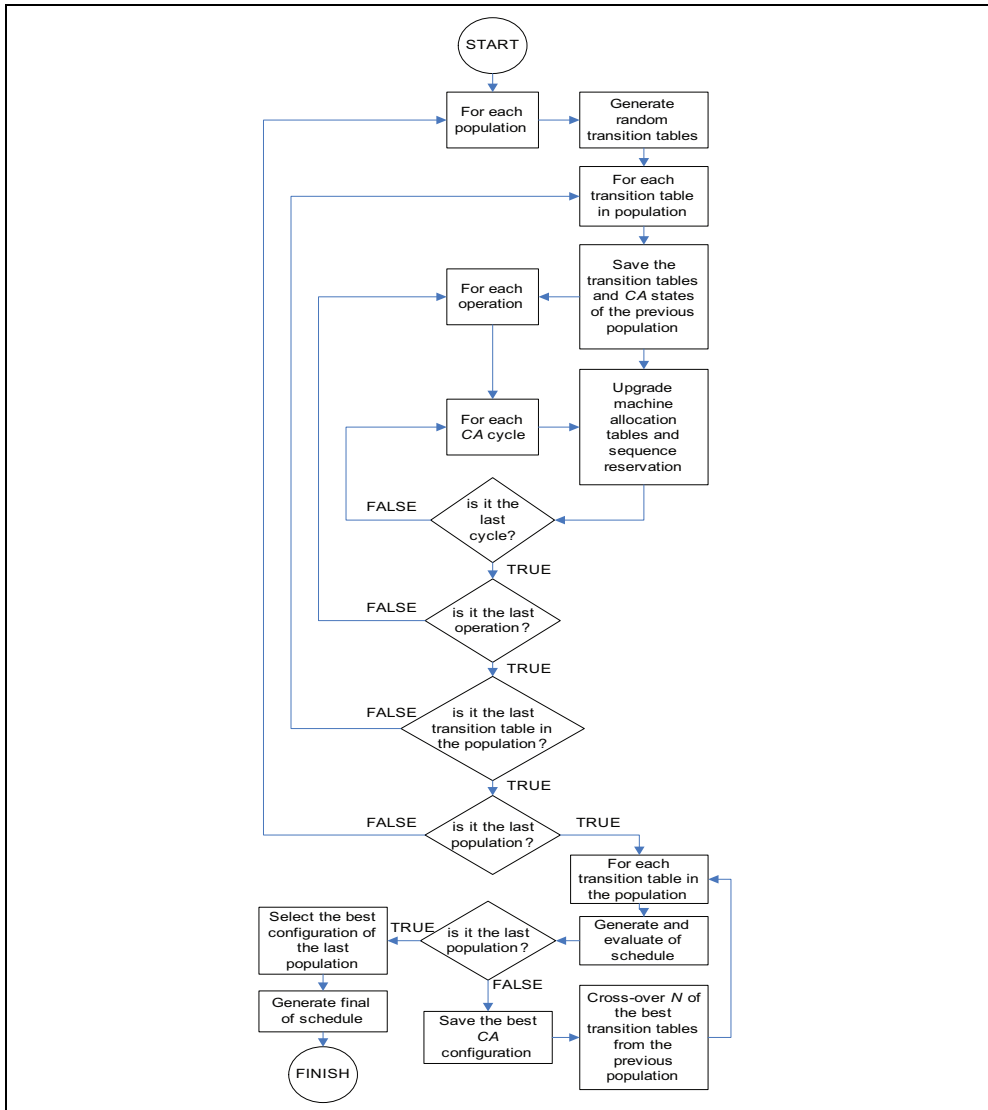 START
For each
population
Generate
random
transition tables
For each
transition table
in population
Save the
transition tables
and CA states
of the previous
population
For each
operation
Upgrade
machine
allocation
tables and
sequence
reservation
For each
CA cycle
is it the
last
cycle?
FALSE
TRUE
is it the last
operation?
FALSE
TRUE
is it the last
transition table in
the population?
FALSE
TRUE
is it the last
population?
FALSE
TRUE
For each
transition table in
the population
Generate and
evaluate of
schedule
is it the last
population?
TRUE
FALSE
Select the best
configuration of
the last
population
Generate final
of schedule
FINISH
Save the best
CA
configuration
Cross-over N of
the best
transition tables
from the
previous
population